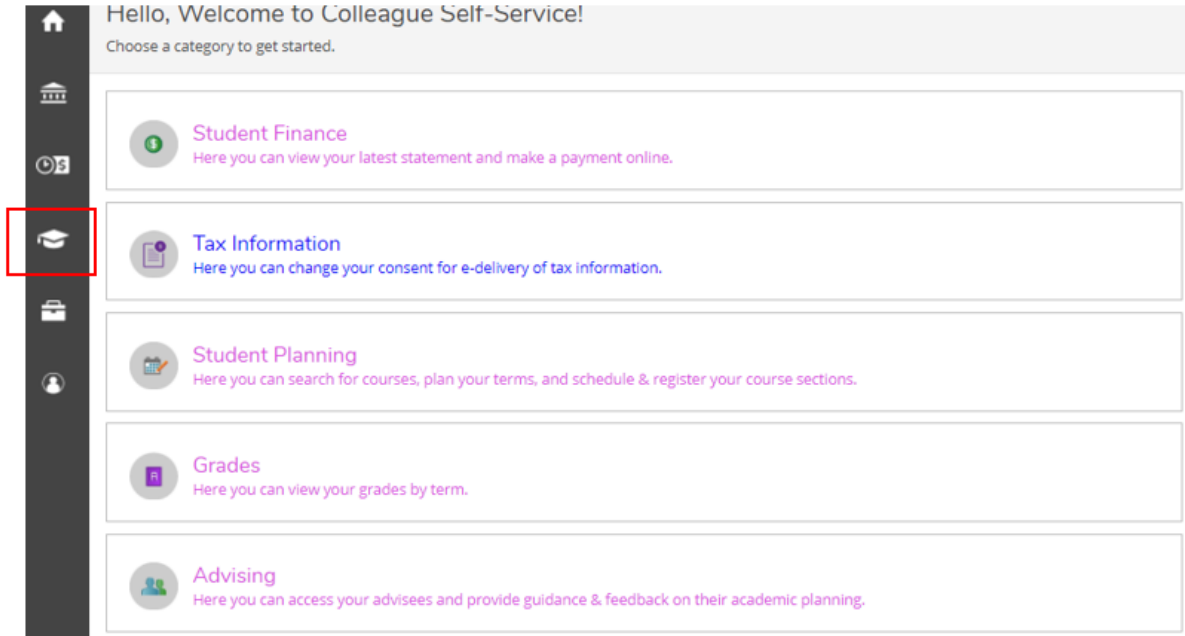 Hello, Welcome to Colleague Self-Service!
Choose a category to get started.
Student Finance
Here you can view your latest statement and make a payment online.
Tax Information
Here you can change your consent for e-delivery of tax information.
Student Planning
Here you can search for courses, plan your terms, and schedule & register your course sections.
Grades
Here you can view your grades by term.
Advising
Here you can access your advisees and provide guidance & feedback on their academic planning.